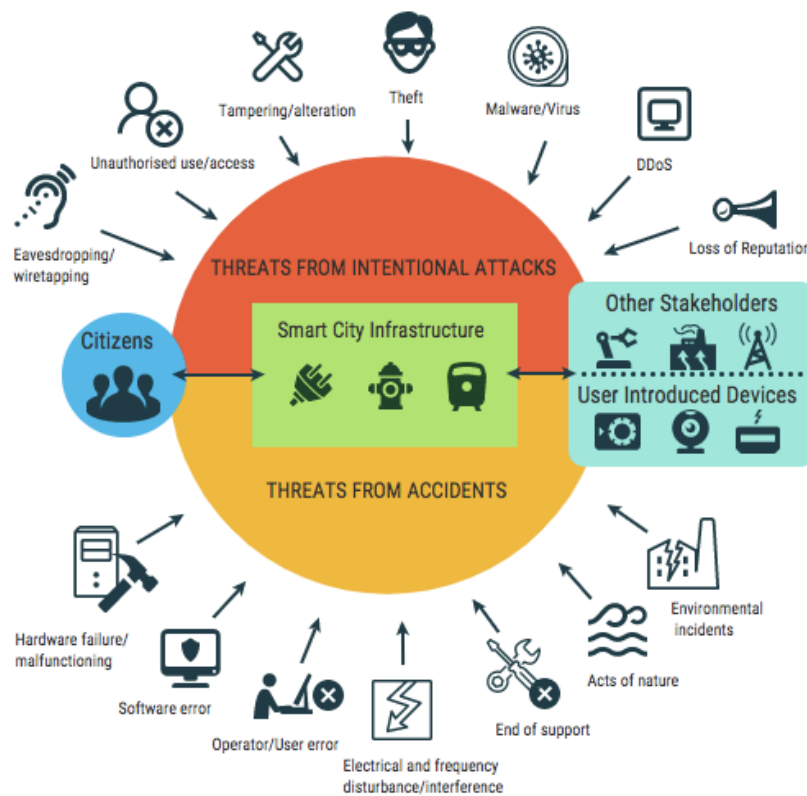 Theft
Tampering/alteration
Malware/Virus
Unauthorised use/access
DDoS
Eavesdropping/
wiretapping
Loss of Reputation
THREATS FROM INTENTIONAL ATTACKS
Citizens
Smart City Infrastructure
Other Stakeholders
User Introduced Devices
THREATS FROM ACCIDENTS
Hardware failure/
malfunctioning
Software error
Operator/User error
Electrical and frequency
disturbance/interference
End of support
Acts of nature
Environmental
incidents